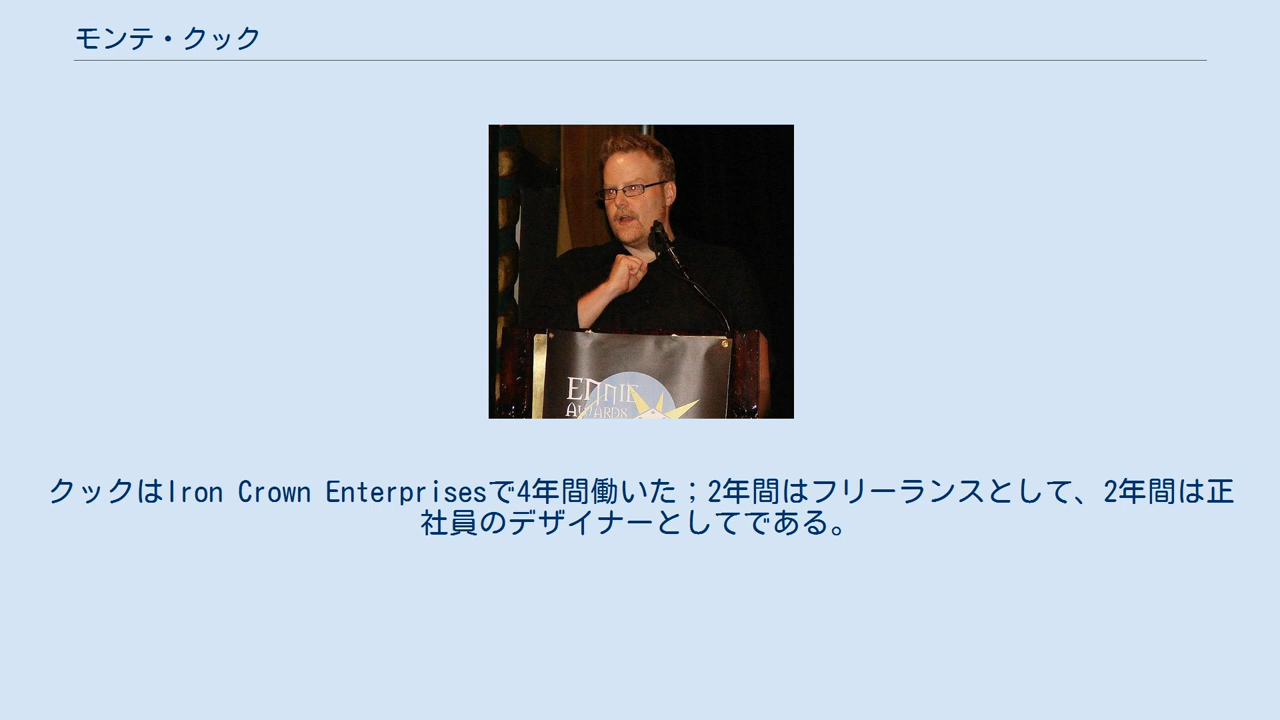 モンテ・クック
ENNIE
AWARDS
クックはIron Crown Enterprisesで4年間働いた；2年間はフリーランスとして、2年間は正
社員のデザイナーとしてである。